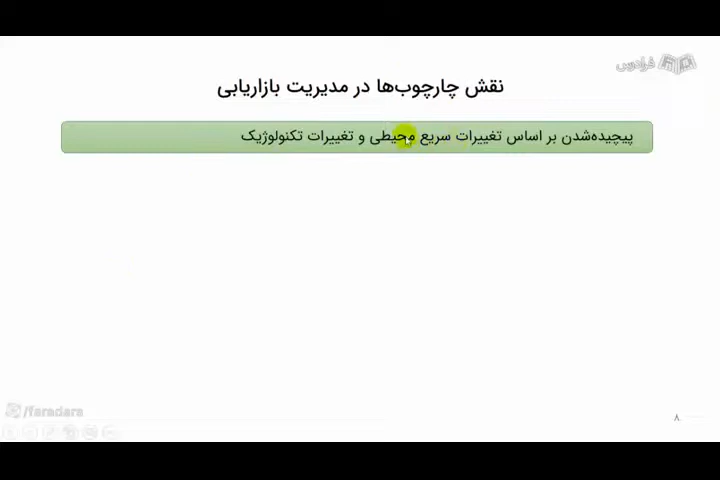 فرادرس
نقش چارچوب‌ها در مدیریت بازاریابی
پیچیده‌شدن بر اساس تغییرات سریع محیطی و تغییرات تکنولوژیک
/faradars
۸